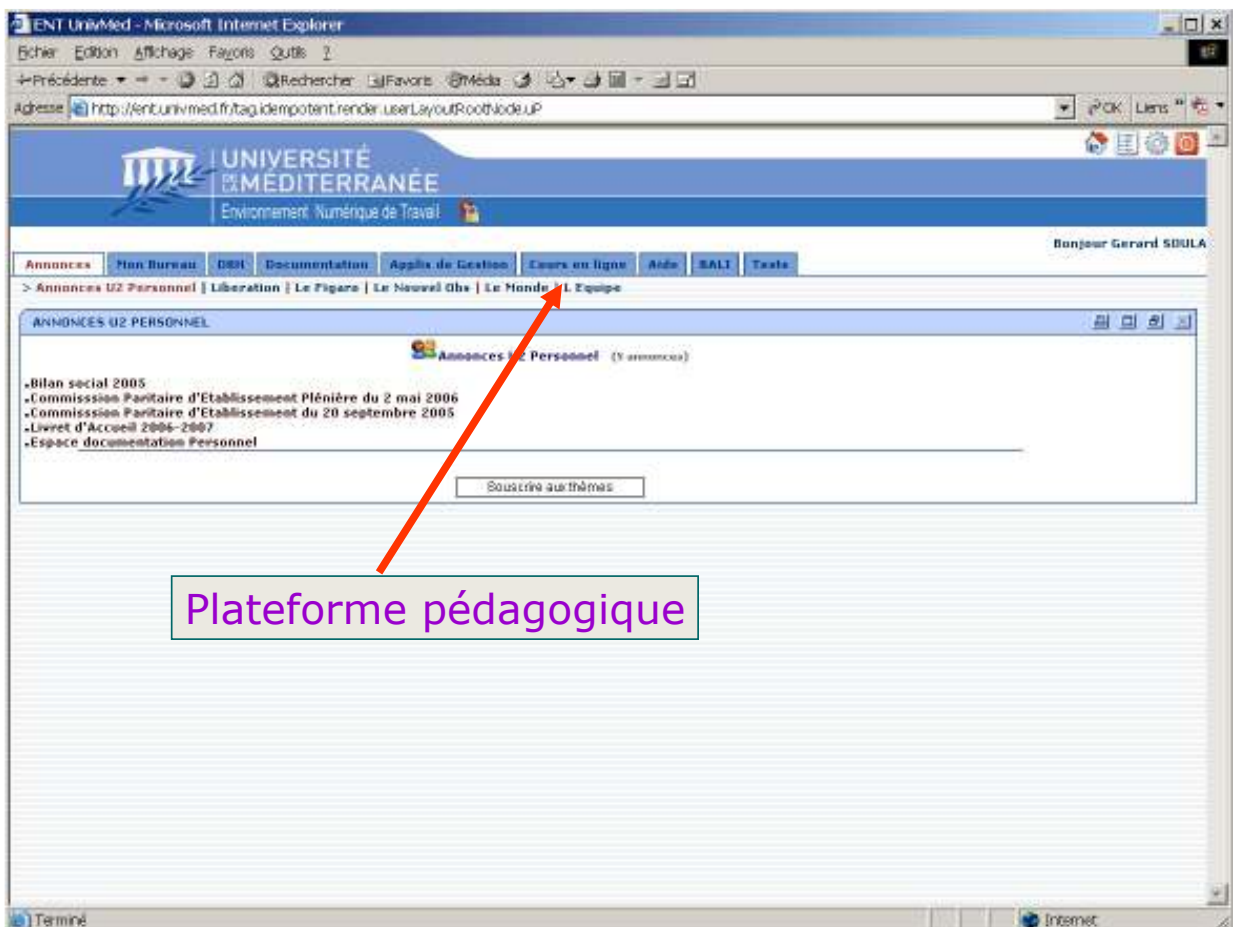 ENT UnivMed - Microsoft Internet Explorer
Fichier Edition Affichage Favoris Outils ?
Précédente Rechercher Favoris Média
Adresse http://ent.univmed.fr/tag.idempotent.render.userLayoutRootNode.uP OK Liens »
UNIVERSITÉ
DE LA MÉDITERRANÉE
Environnement Numérique de Travail
Bonjour Gerard SOULA
Annonces Mon Bureau DRH Documentation Applis de Gestion Cours en ligne Aide BALI Tests
> Annonces U2 Personnel | Liberation | Le Figaro | Le Nouvel Obs | Le Monde | L Equipe
ANNONCES U2 PERSONNEL
Annonces U2 Personnel (5 annonces)
Bilan social 2005
Commisssion Paritaire d'Etablissement Plénière du 2 mai 2006
Commisssion Paritaire d'Etablissement du 20 septembre 2005
Livret d'Accueil 2006-2007
Espace documentation Personnel
Souscrire aux thèmes
Plateforme pédagogique
Terminé Internet